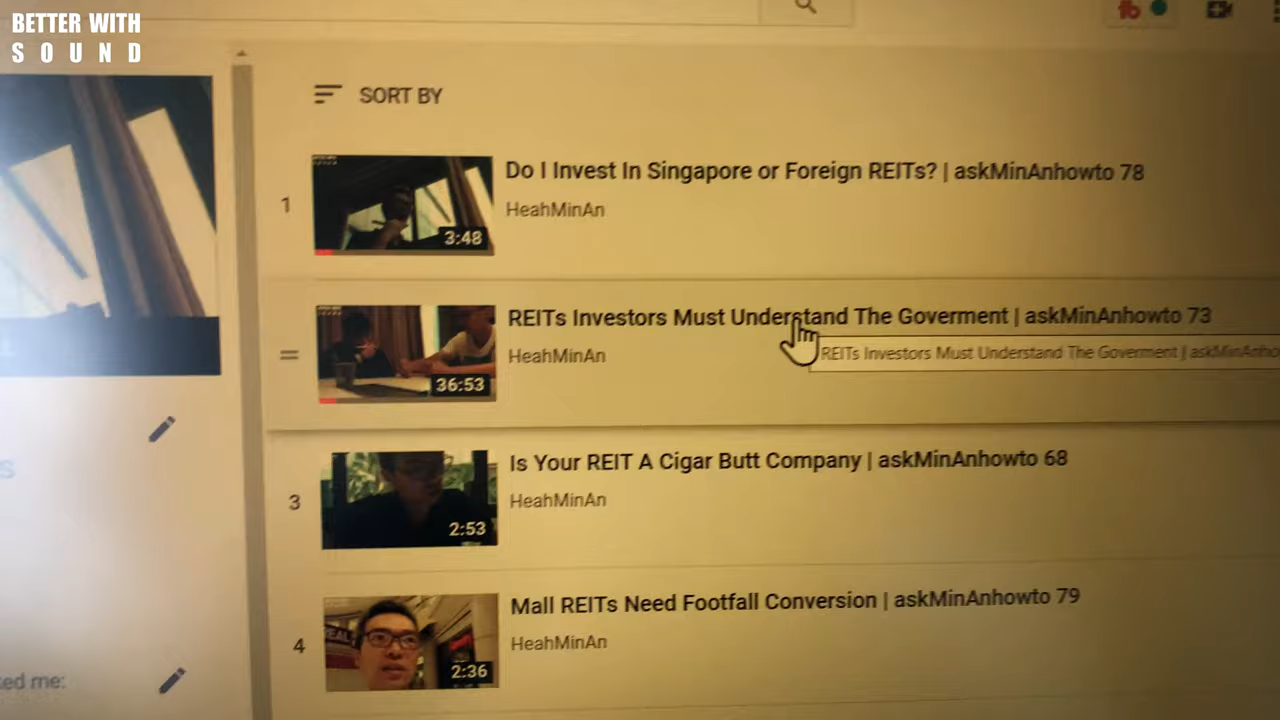 BETTER WITH
SOUND
SORT BY
1
3:48
Do I Invest In Singapore or Foreign REITs? | askMinAnhowto 78
HeahMinAn
36:53
REITs Investors Must Understand The Goverment | askMinAnhowto 73
HeahMinAn
REITs Investors Must Understand The Goverment | askMinAnho
3
2:53
Is Your REIT A Cigar Butt Company | askMinAnhowto 68
HeahMinAn
4
2:36
Mall REITs Need Footfall Conversion | askMinAnhowto 79
HeahMinAn
ed me: